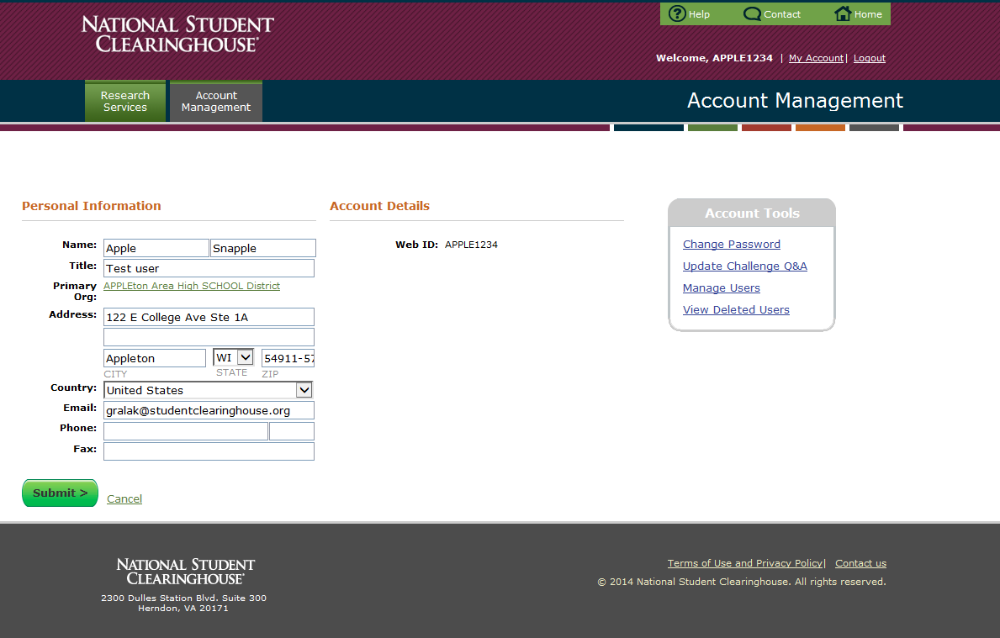 NATIONAL STUDENT
CLEARINGHOUSE®
Help Contact Home
Welcome, APPLE1234 | My Account | Logout
Research
Services
Account
Management
Account Management
Personal Information
Name: Apple Snapple
Title: Test user
Primary
Org: APPLEton Area High SCHOOL District
Address: 122 E College Ave Ste 1A
Appleton WI 54911-57
CITY STATE ZIP
Country: United States
Email: gralak@studentclearinghouse.org
Phone:
Fax:
Submit > Cancel
Account Details
Web ID: APPLE1234
Account Tools
Change Password
Update Challenge Q&A
Manage Users
View Deleted Users
NATIONAL STUDENT
CLEARINGHOUSE®
2300 Dulles Station Blvd. Suite 300
Herndon, VA 20171
Terms of Use and Privacy Policy | Contact us
© 2014 National Student Clearinghouse. All rights reserved.